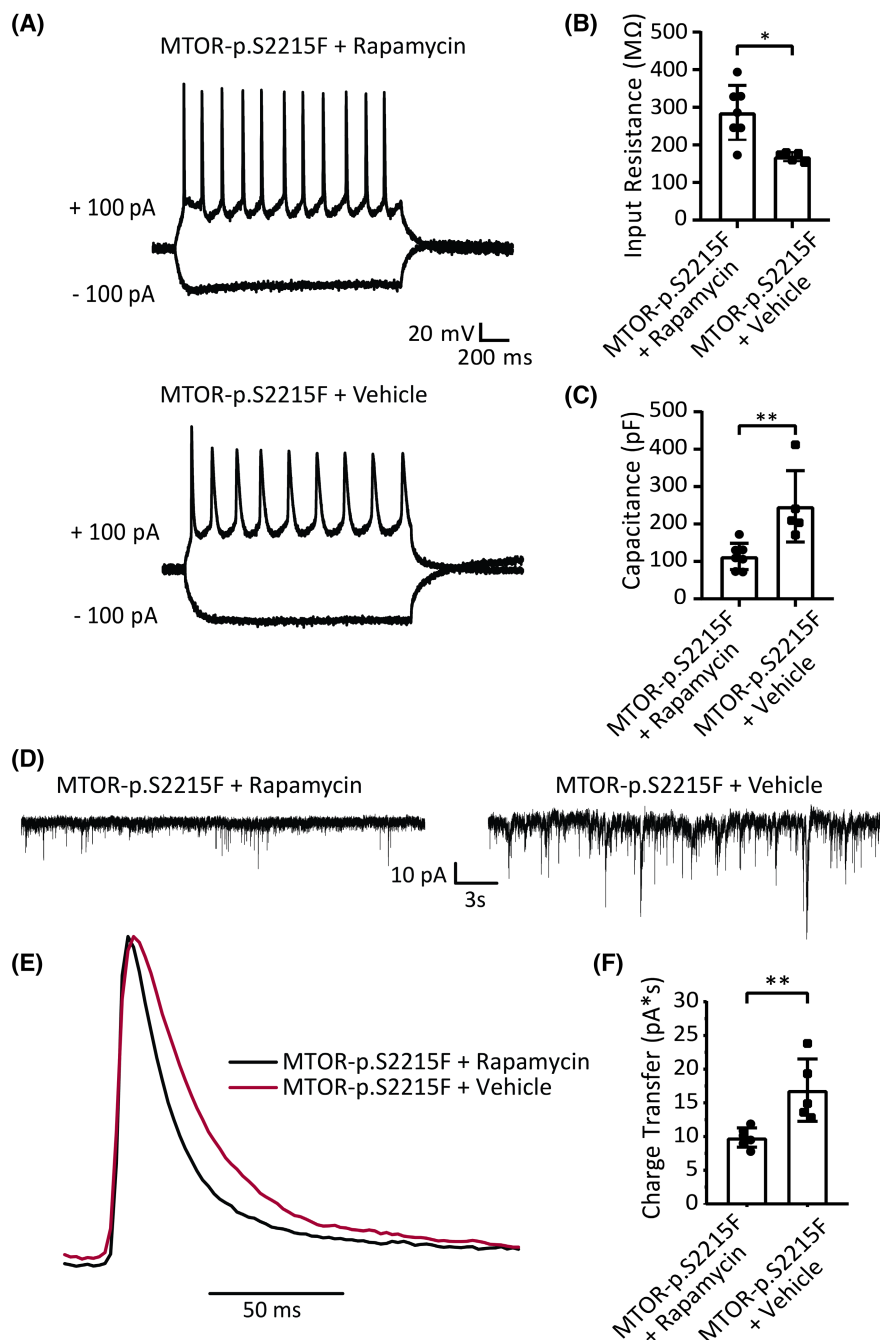 (A)
MTOR-p.S2215F + Rapamycin
+ 100 pA
- 100 pA
20 mV
200 ms
MTOR-p.S2215F + Vehicle
+ 100 pA
- 100 pA
(B)
Input Resistance (MΩ)
500
400
300
200
100
0
*
MTOR-p.S2215F
+ Rapamycin
MTOR-p.S2215F
+ Vehicle
(C)
Capacitance (pF)
500
400
300
200
100
0
**
MTOR-p.S2215F
+ Rapamycin
MTOR-p.S2215F
+ Vehicle
(D)
MTOR-p.S2215F + Rapamycin
MTOR-p.S2215F + Vehicle
10 pA
3s
(E)
MTOR-p.S2215F + Rapamycin
MTOR-p.S2215F + Vehicle
50 ms
(F)
Charge Transfer (pA*s)
30
25
20
15
10
5
0
**
MTOR-p.S2215F
+ Rapamycin
MTOR-p.S2215F
+ Vehicle